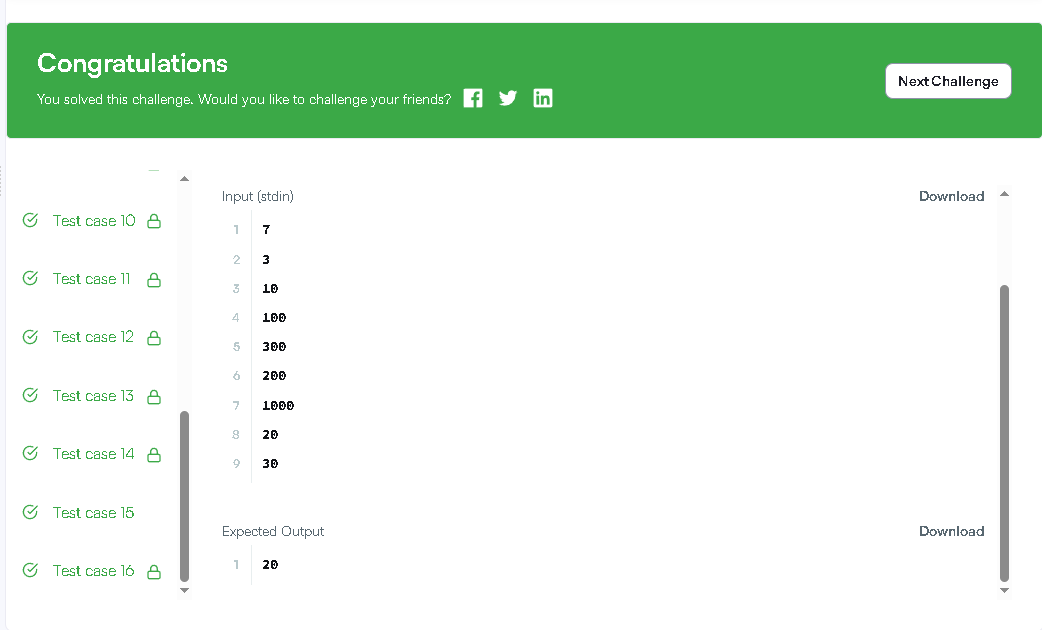 Congratulations
You solved this challenge. Would you like to challenge your friends?
Next Challenge
Test case 10
Test case 11
Test case 12
Test case 13
Test case 14
Test case 15
Test case 16
Input (stdin)
Download
1 7
2 3
3 10
4 100
5 300
6 200
7 1000
8 20
9 30
Expected Output
Download
1 20